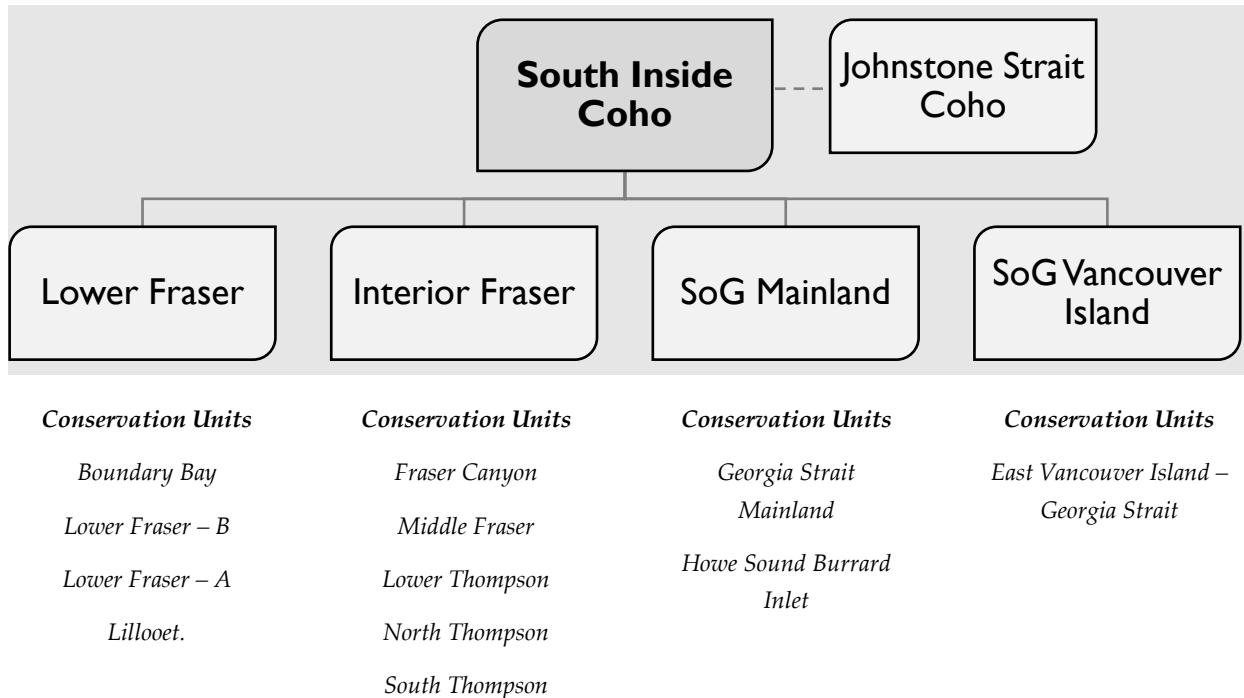 South Inside
Coho
Johnstone Strait
Coho
Lower Fraser
Interior Fraser
SoG Mainland
SoG Vancouver
Island
Conservation Units
Boundary Bay
Lower Fraser – B
Lower Fraser – A
Lillooet.
Conservation Units
Fraser Canyon
Middle Fraser
Lower Thompson
North Thompson
South Thompson
Conservation Units
Georgia Strait
Mainland
Howe Sound Burrard
Inlet
Conservation Units
East Vancouver Island –
Georgia Strait